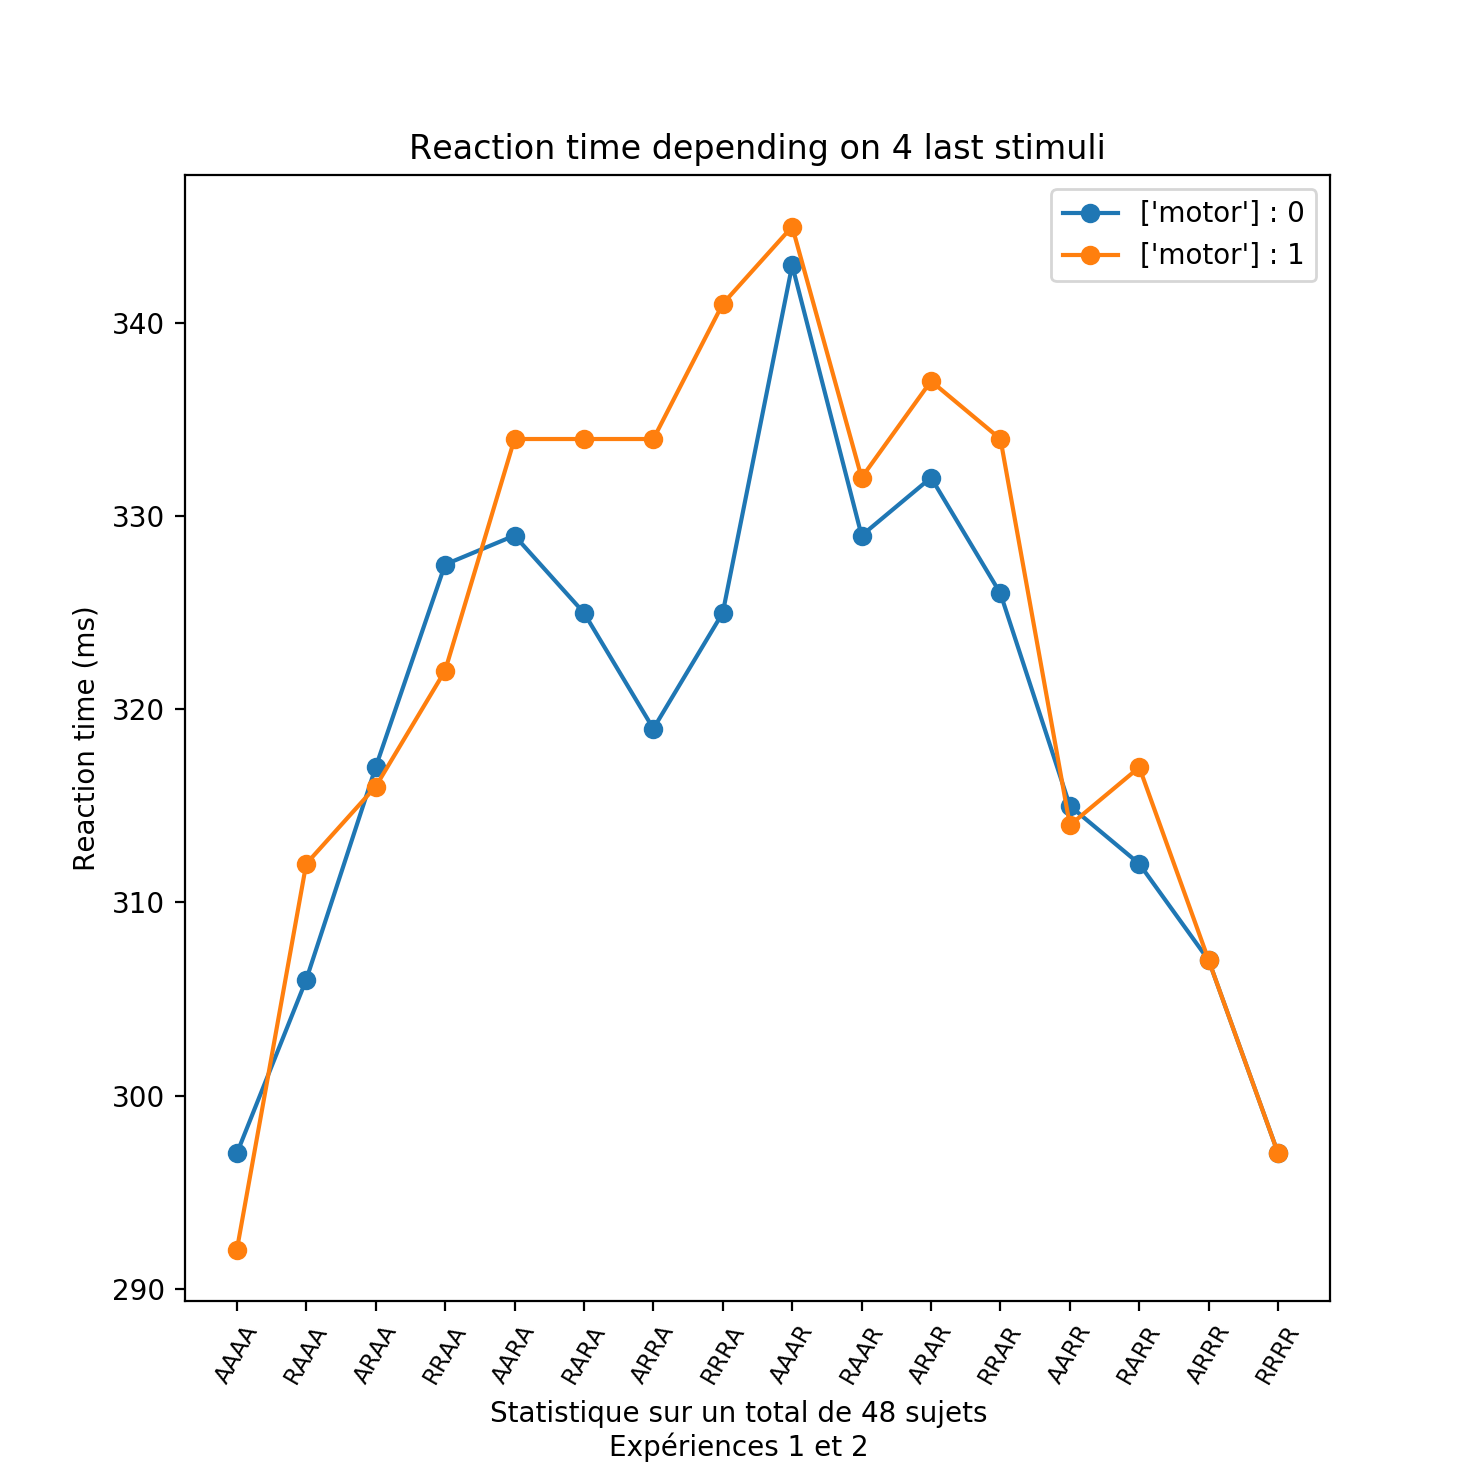 Reaction time depending on 4 last stimuli
['motor'] : 0
['motor'] : 1
Reaction time (ms)
340
330
320
310
300
290
AAAA
RAAA
ARAA
RRAA
AARA
RARA
ARRA
RRRA
AAAR
RAAR
ARAR
RRAR
AARR
RARR
ARRR
RRRR
Statistique sur un total de 48 sujets
Expériences 1 et 2